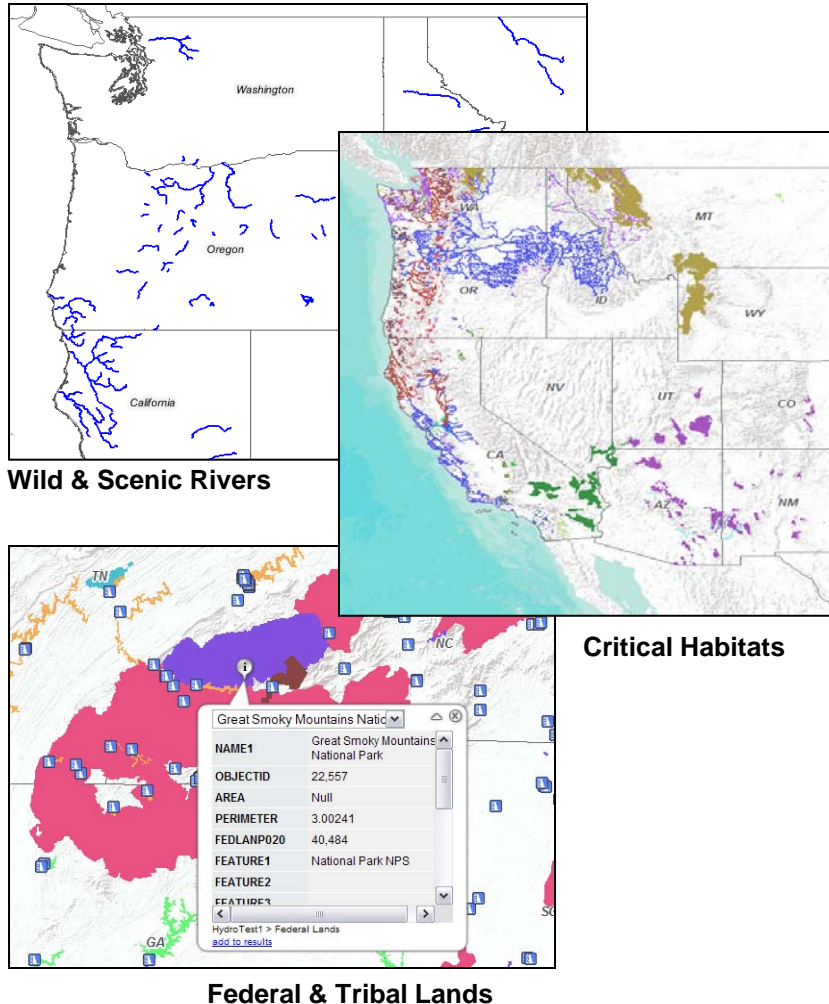 Washington
Oregon
California
Wild & Scenic Rivers
WA
MT
OR
ID
WY
NV
UT
CO
CA
AZ
NM
Critical Habitats
TN
NC
Great Smoky Mountains Natic
NAME1 Great Smoky Mountains
National Park
OBJECTID 22,557
AREA Null
PERIMETER 3.00241
FEDLANP020 40,484
FEATURE1 National Park NPS
FEATURE2
FEATURE3
HydroTest1 > Federal Lands
add to results
GA
Federal & Tribal Lands